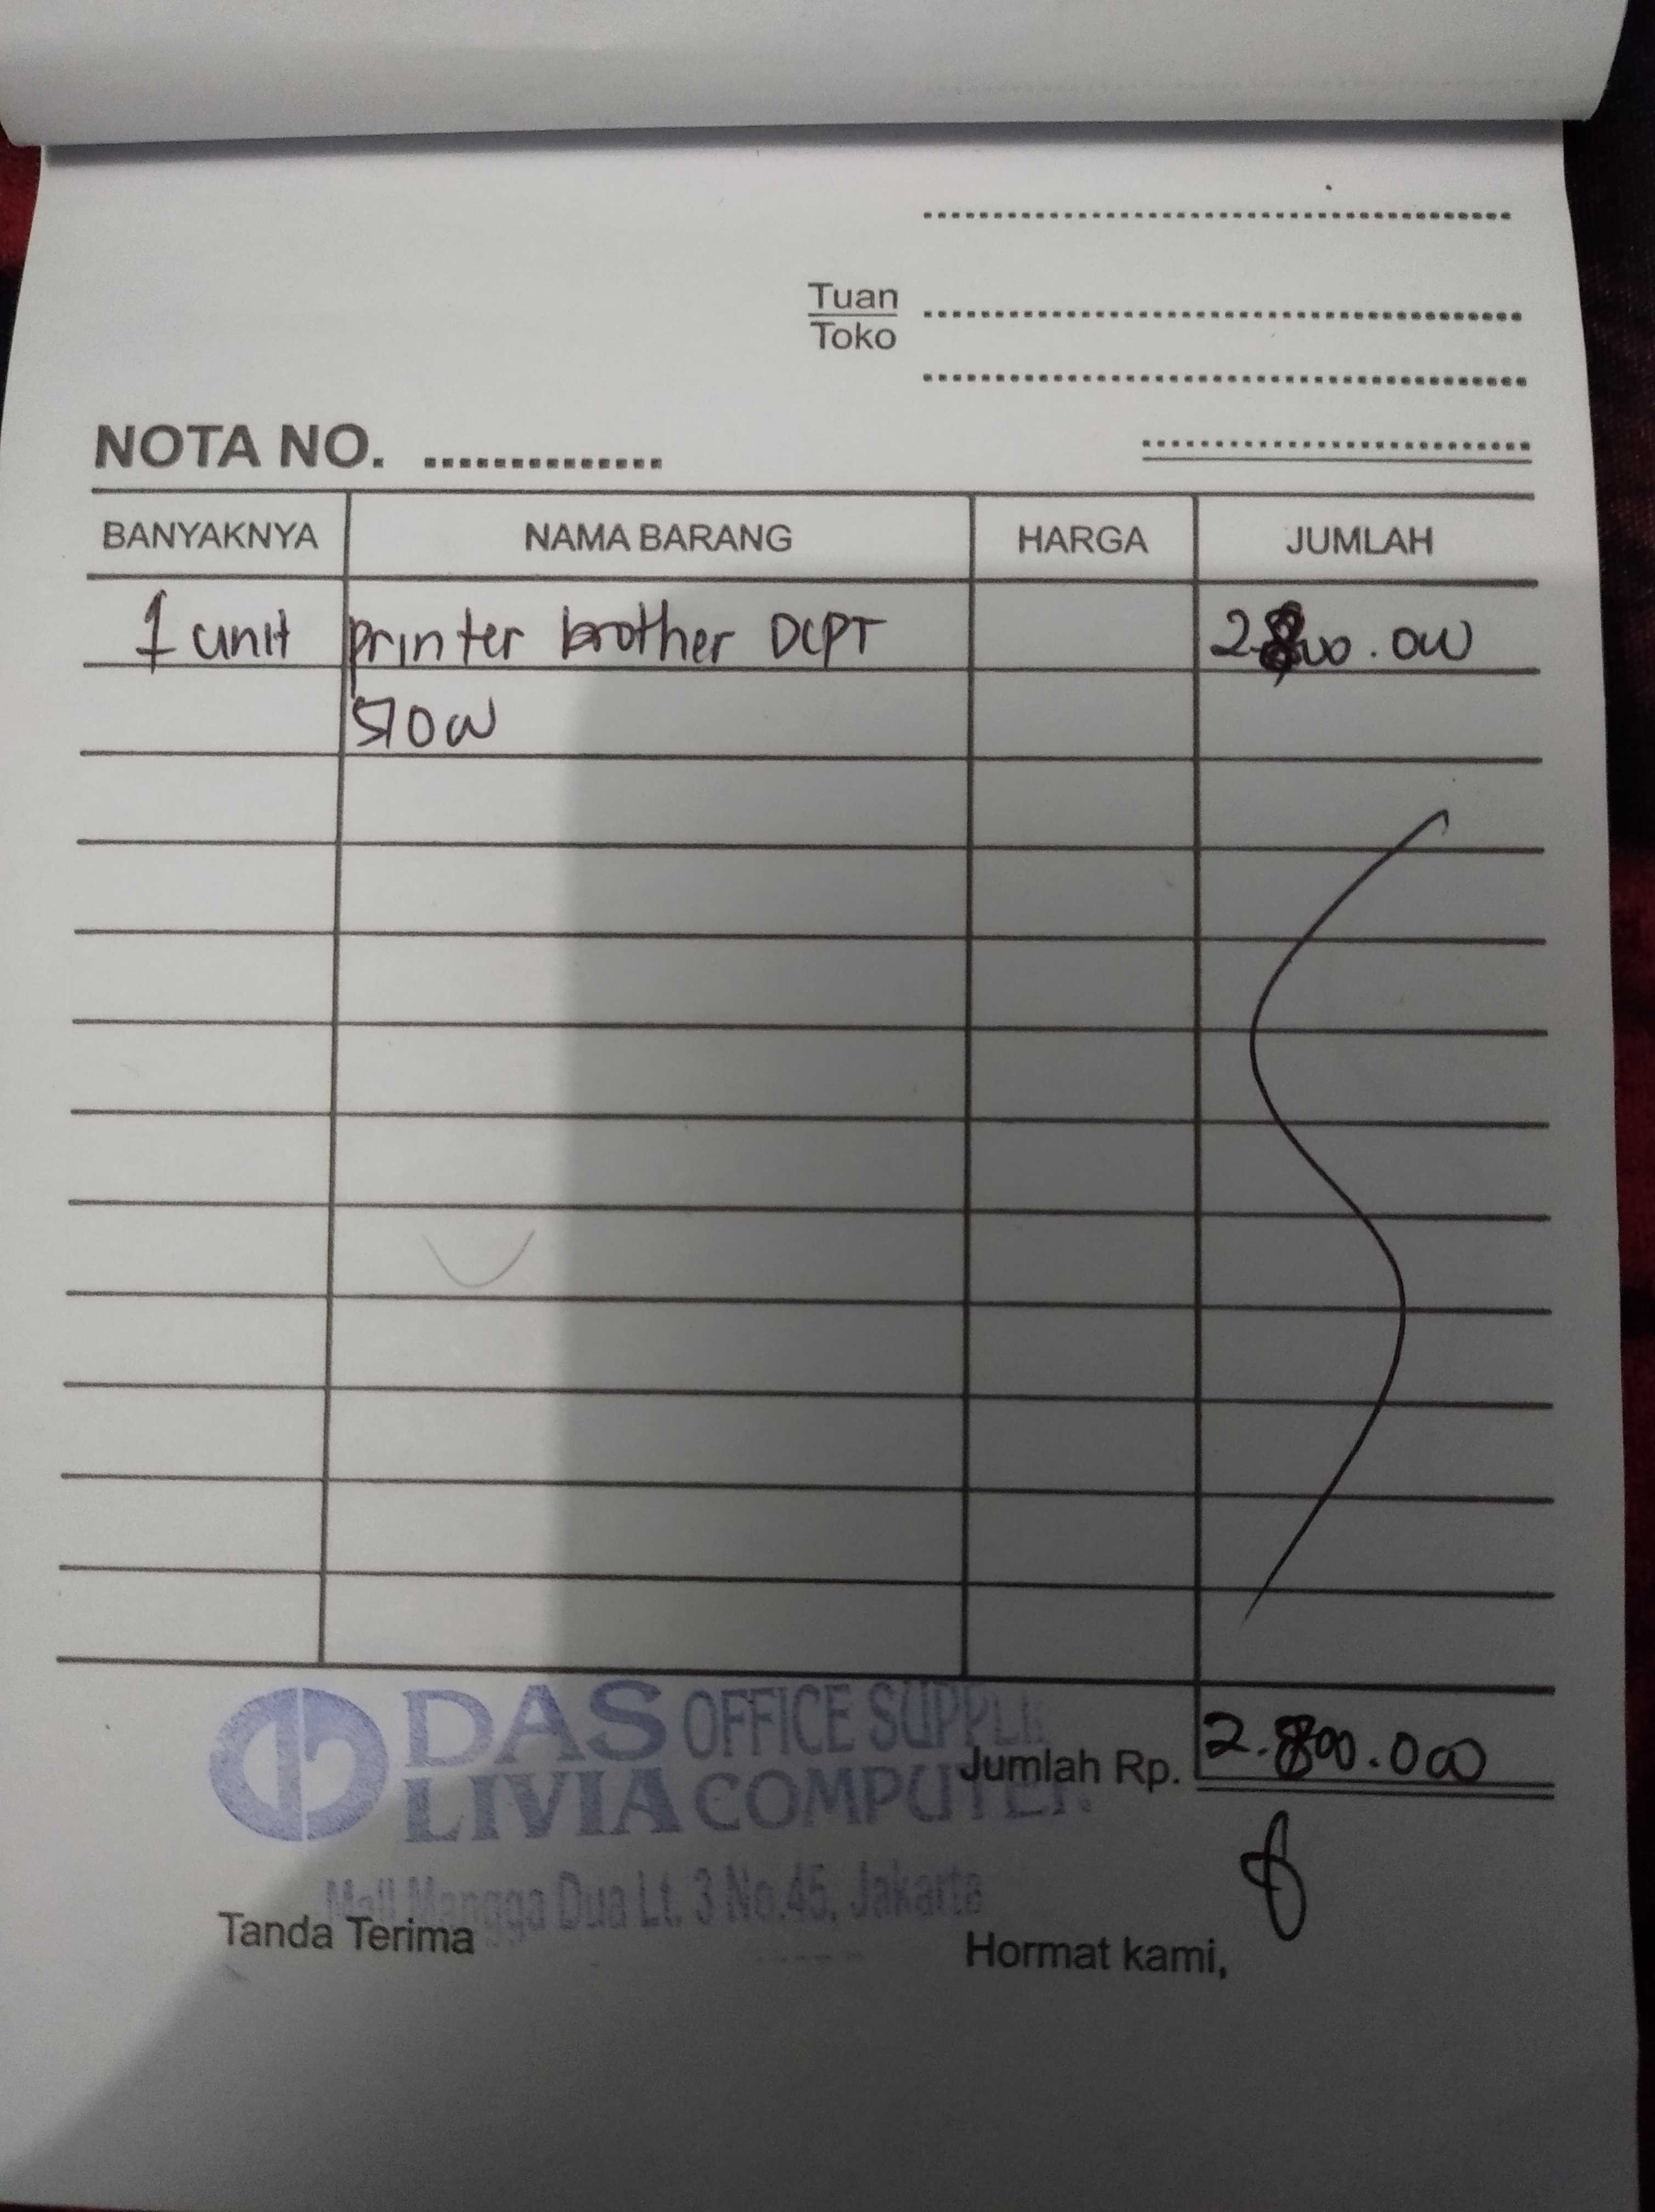 Tuan
Toko
NOTA NO.
BANYAKNYA NAMA BARANG HARGA JUMLAH
1 unit printer brother DCPT 2.800.000
510W
DAS OFFICE SUPPLI
LIVIA COMPUTER
Jumlah Rp. 2.800.000
Mall Mangga Dua Lt. 3 No.45, Jakarta
Tanda Terima
Hormat kami,